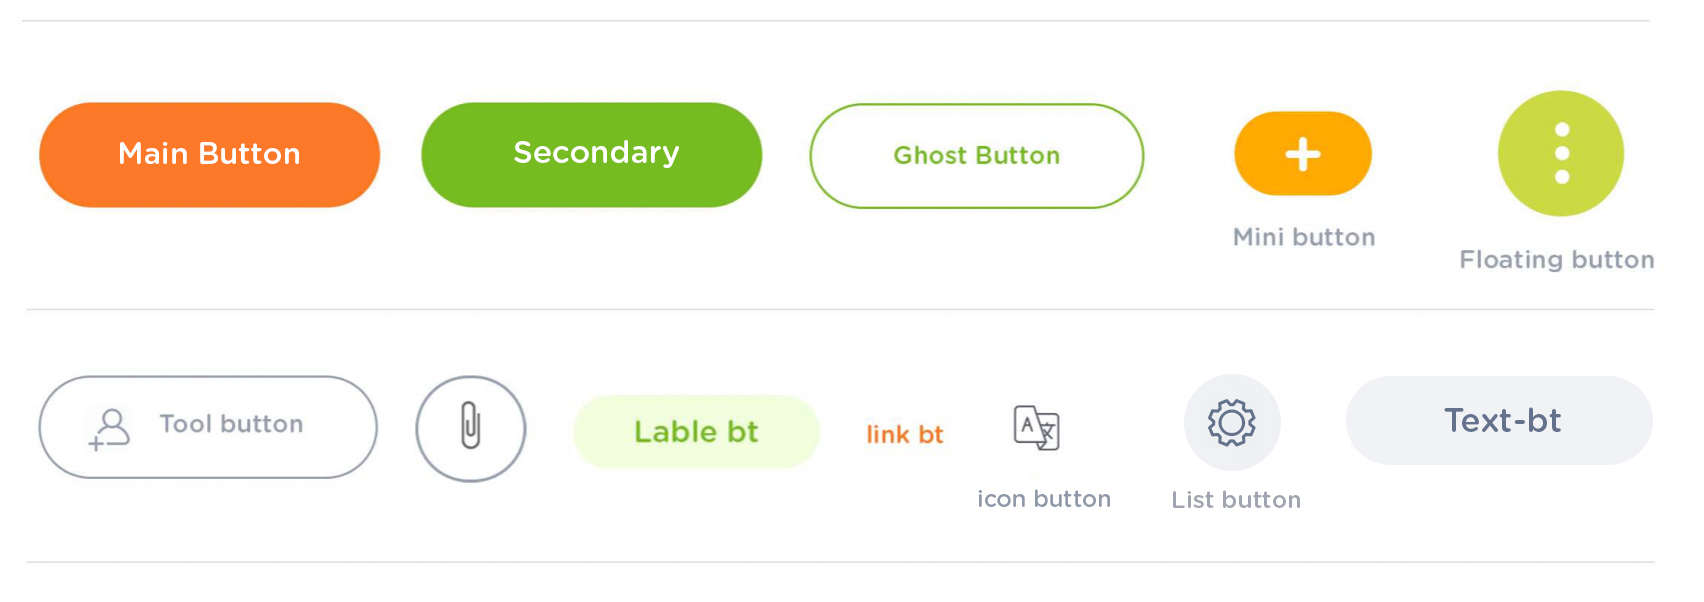 Main Button
Secondary
Ghost Button
Mini button
Floating button
Tool button
Lable bt
link bt
A 文
icon button
List button
Text-bt